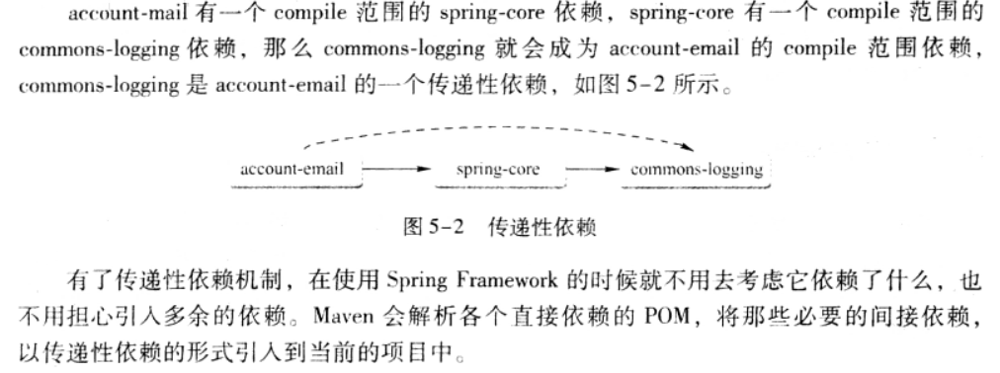 account-mail 有一个 compile 范围的 spring-core 依赖，spring-core 有一个 compile 范围的
commons-logging 依赖，那么 commons-logging 就会成为 account-email 的 compile 范围依赖，
commons-logging 是 account-email 的一个传递性依赖，如图 5-2 所示。
account-email spring-core commons-logging
图 5-2 传递性依赖
有了传递性依赖机制，在使用 Spring Framework 的时候就不用去考虑它依赖了什么，也
不用担心引入多余的依赖。Maven 会解析各个直接依赖的 POM，将那些必要的间接依赖，
以传递性依赖的形式引入到当前的项目中。